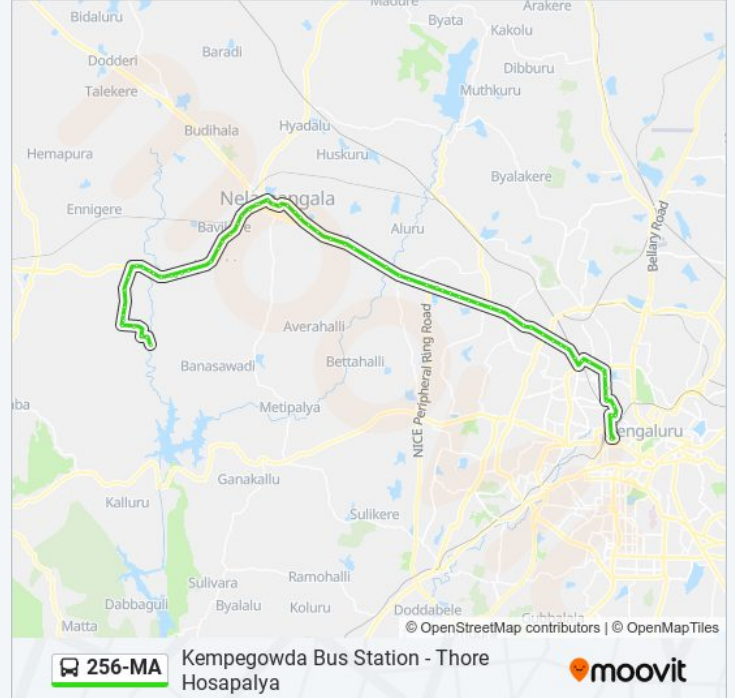 Madure
Arakere
Bidaluru
Byata
Kakolu
Dodderi
Baradi
Dibburu
Talekere
Muthkuru
Budihala
Hyadalu
Hemapura
Huskuru
Byalakere
Nelamangala
Ennigere
Aluru
Bellary Road
Averahalli
NICE Peripheral Ring Road
Banasawadi
Bettahalli
Metipalya
engaluru
Ganakallu
Kalluru
Sulikere
Sulivara
Ramohalli
Dabbaguli
Byalalu
Koluru
Doddabele
Matta
© OpenStreetMap contributors | © OpenMapTiles
256-MA
Kempegowda Bus Station - Thore
Hosapalya
moovit